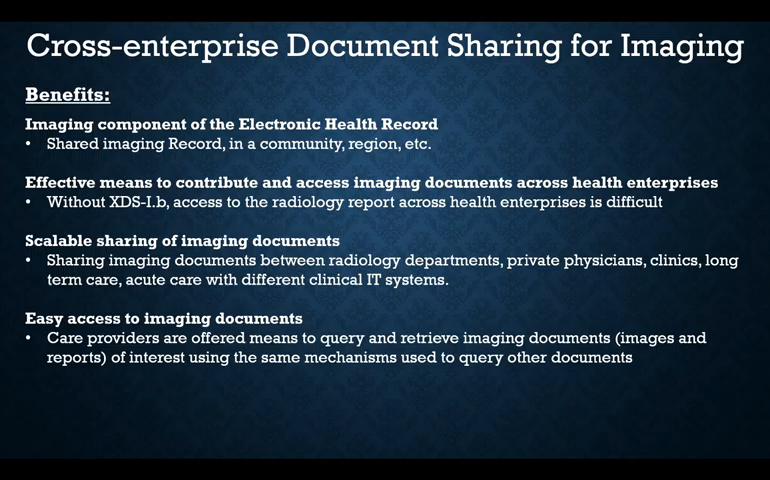 Cross-enterprise Document Sharing for Imaging
Benefits:
Imaging component of the Electronic Health Record
• Shared imaging Record, in a community, region, etc.
Effective means to contribute and access imaging documents across health enterprises
• Without XDS-I.b, access to the radiology report across health enterprises is difficult
Scalable sharing of imaging documents
• Sharing imaging documents between radiology departments, private physicians, clinics, long
term care, acute care with different clinical IT systems.
Easy access to imaging documents
• Care providers are offered means to query and retrieve imaging documents (images and
reports) of interest using the same mechanisms used to query other documents